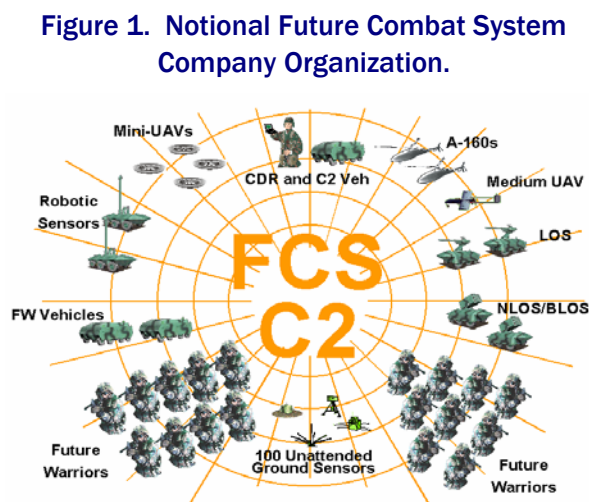 Figure 1. Notional Future Combat System
Company Organization.
Mini-UAVs
A-160s
CDR and C2 Veh
Medium UAV
Robotic
Sensors
LOS
FCS
C2
FW Vehicles
NLOS/BLOS
Future
Warriors
100 Unattended
Ground Sensors
Future
Warriors